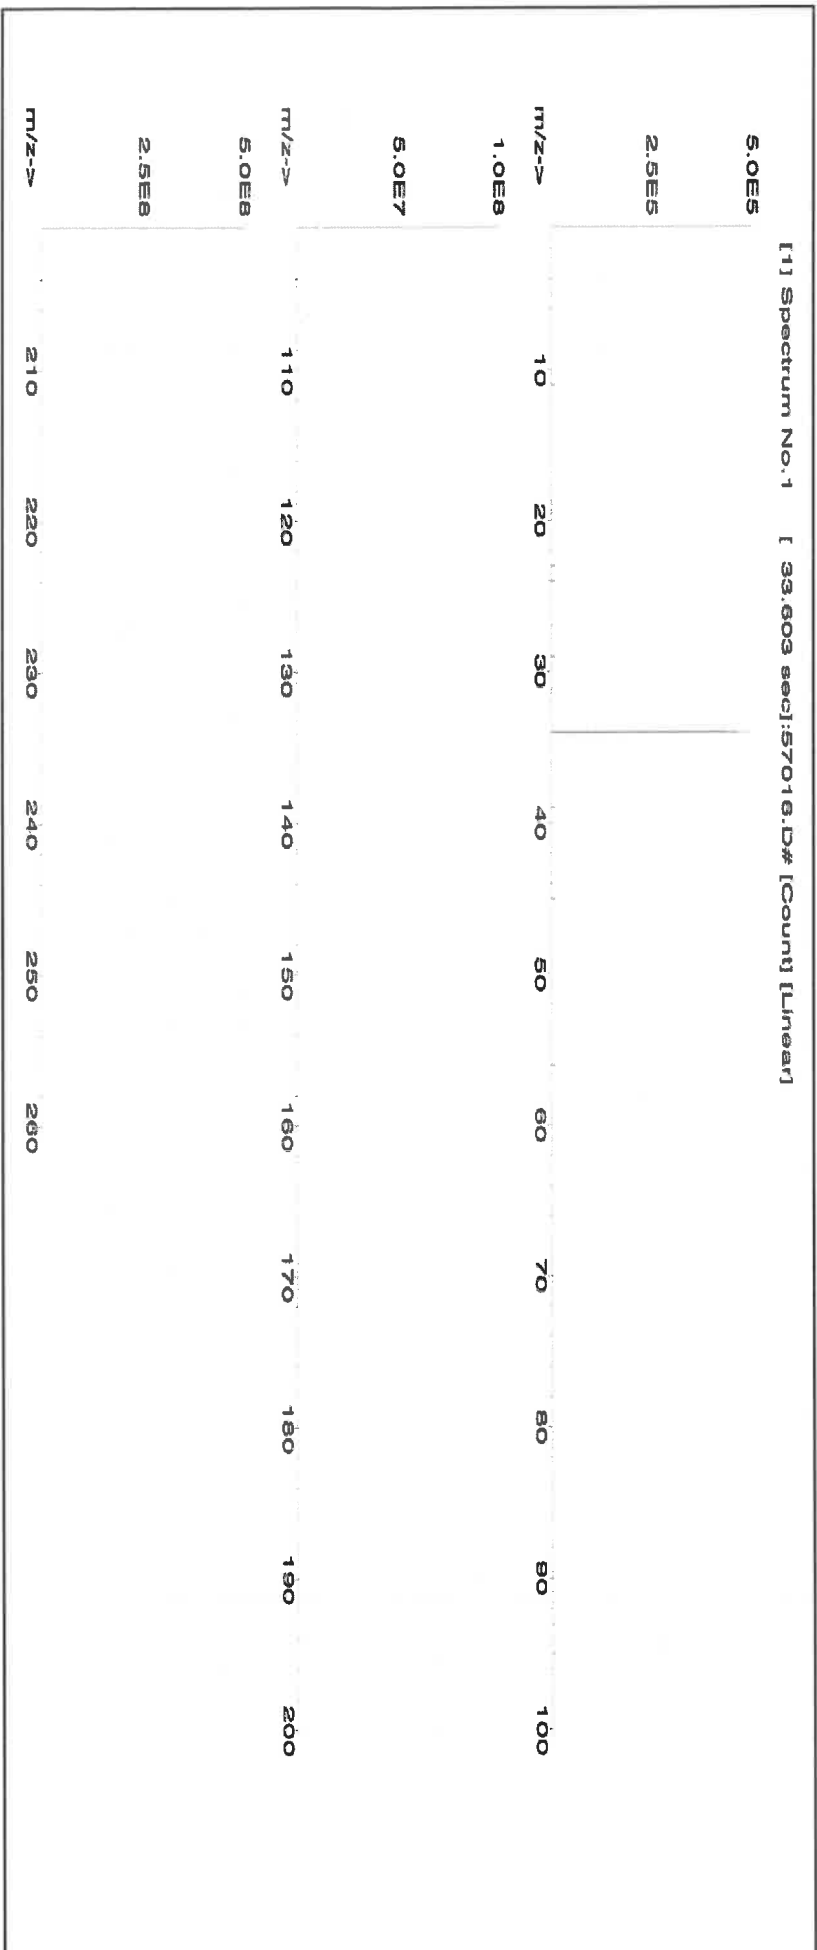 [1] Spectrum No.1 [ 33.603 sec]:57016.D# [Count] [Linear]
5.0E5
2.5E5
m/z-> 10 20 30 40 50 60 70 80 90 100
1.0E8
5.0E7
m/z-> 110 120 130 140 150 160 170 180 190 200
5.0E8
2.5E8
m/z-> 210 220 230 240 250 260